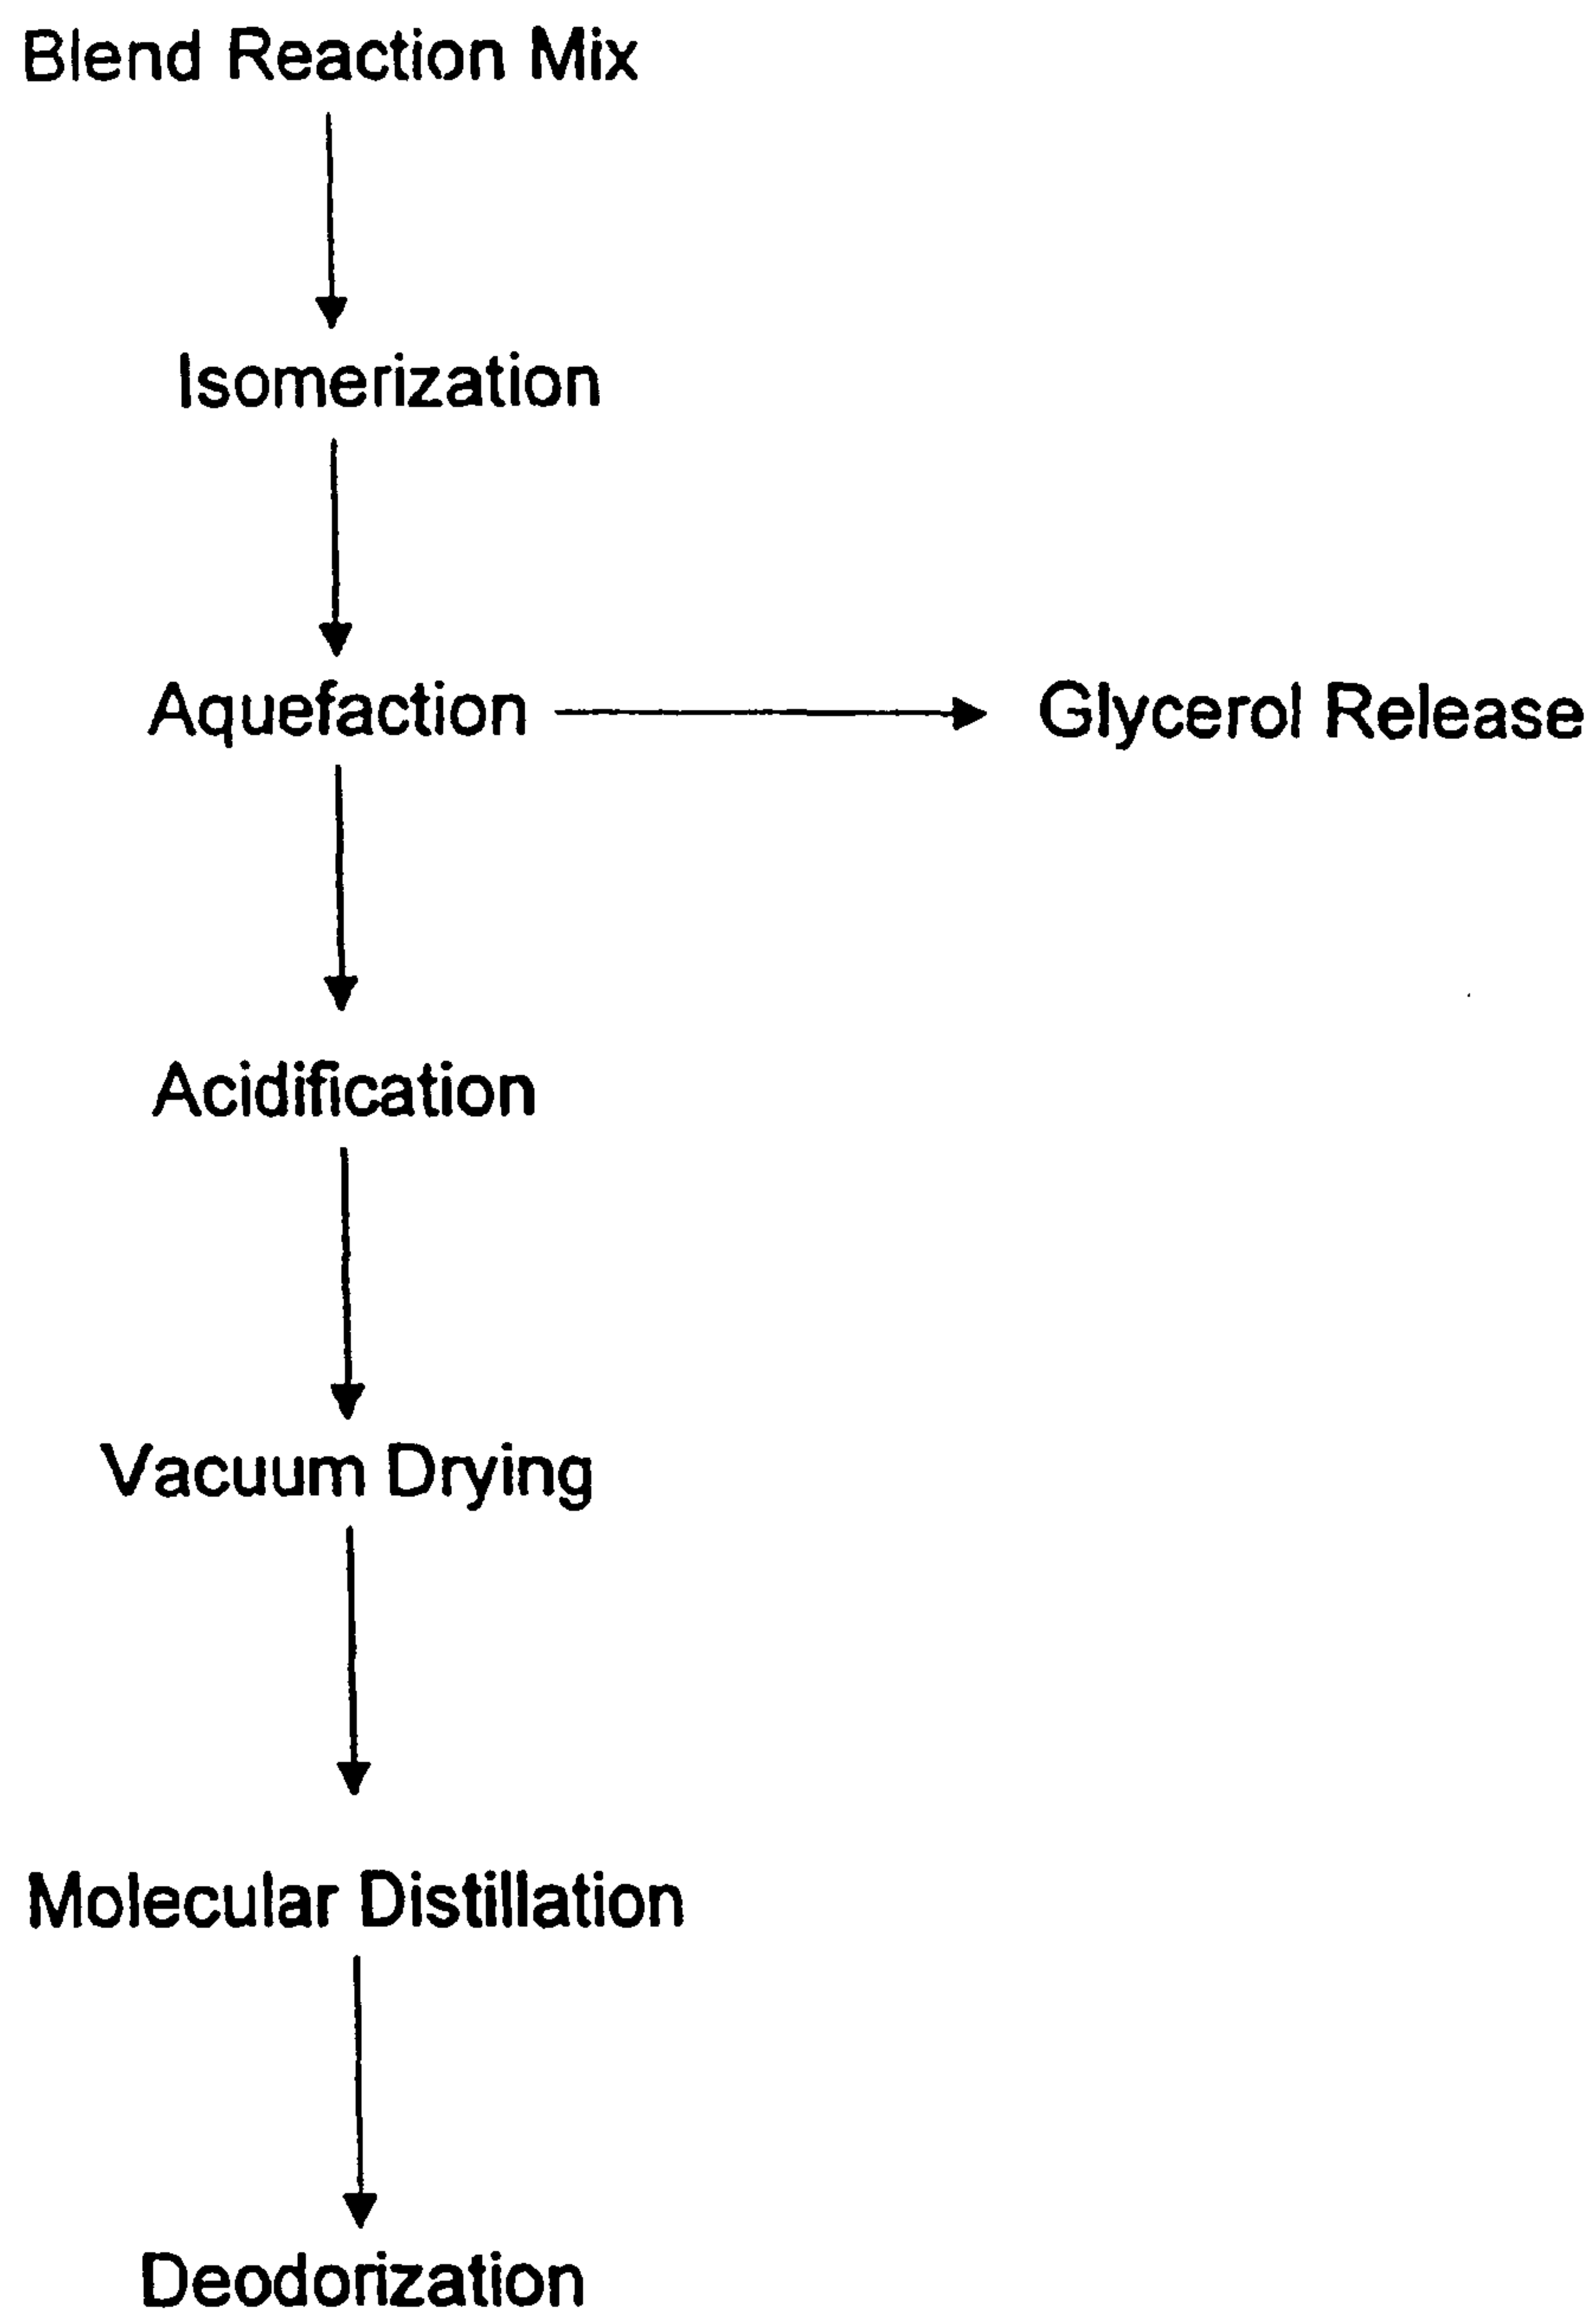 Blend Reaction Mix
Isomerization
Aquefaction
Glycerol Release
Acidification
Vacuum Drying
Molecular Distillation
Deodorization